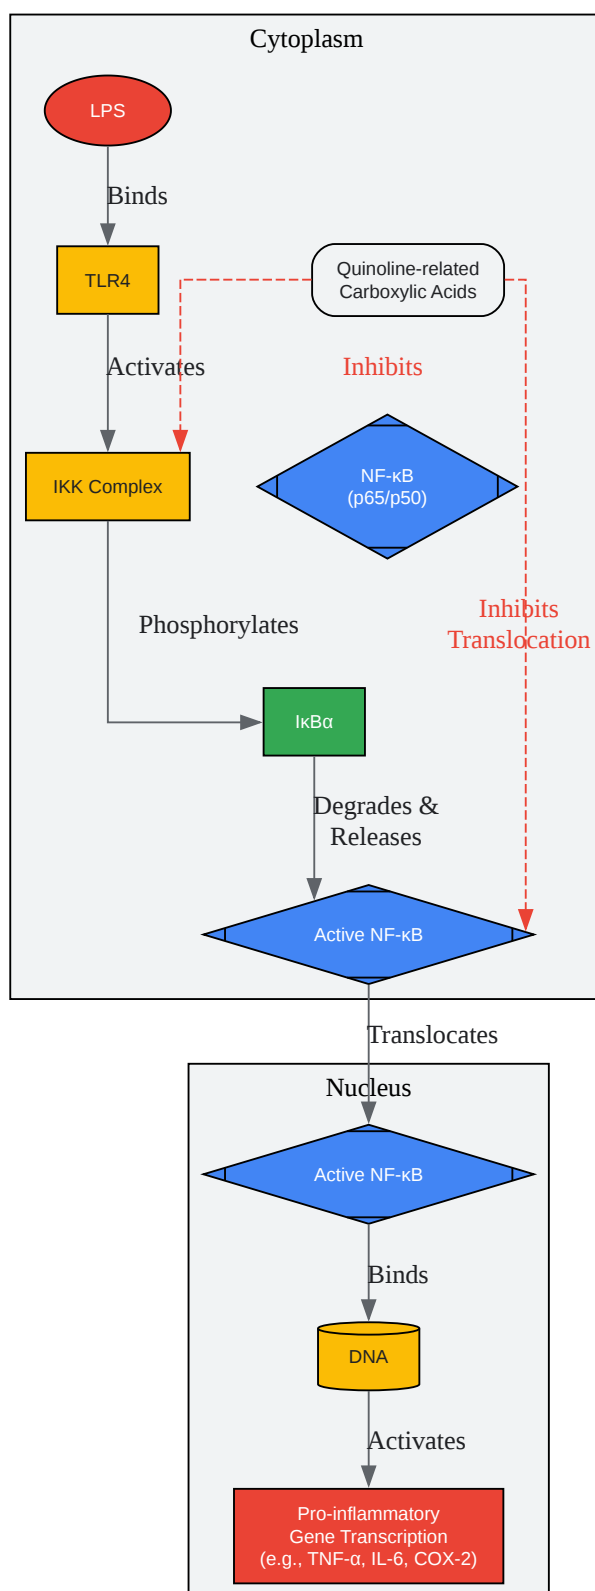 Cytoplasm
LPS
Binds
TLR4
Quinoline-related
Carboxylic Acids
Activates
Inhibits
IKK Complex
NF-κB
(p65/p50)
Phosphorylates
Inhibits
Translocation
IκBα
Degrades &
Releases
Active NF-κB
Translocates
Nucleus
Active NF-κB
Binds
DNA
Activates
Pro-inflammatory
Gene Transcription
(e.g., TNF-α, IL-6, COX-2)